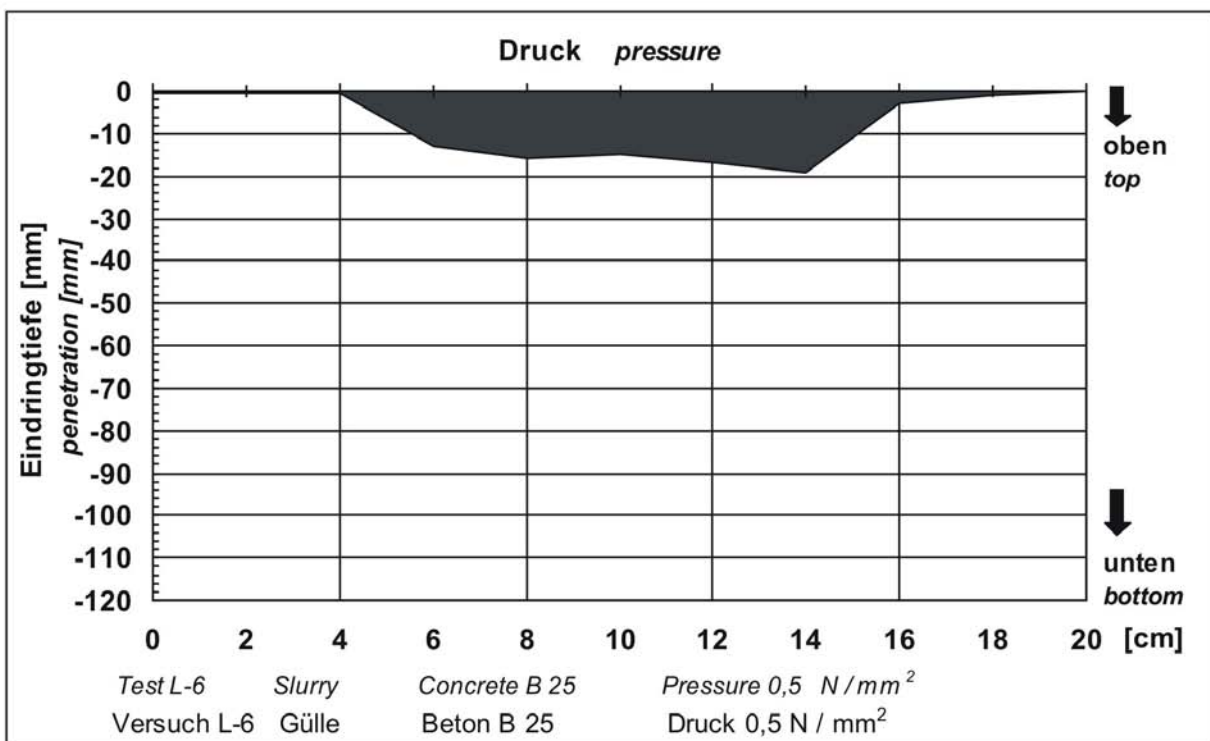 Druck pressure
0
-10
-20
-30
-40
-50
-60
-70
-80
-90
-100
-110
-120
Eindringtiefe [mm]
penetration [mm]
oben
top
unten
bottom
0 2 4 6 8 10 12 14 16 18 20 [cm]
Test L-6 Slurry Concrete B 25 Pressure 0,5 N / mm²
Versuch L-6 Gülle Beton B 25 Druck 0,5 N / mm²